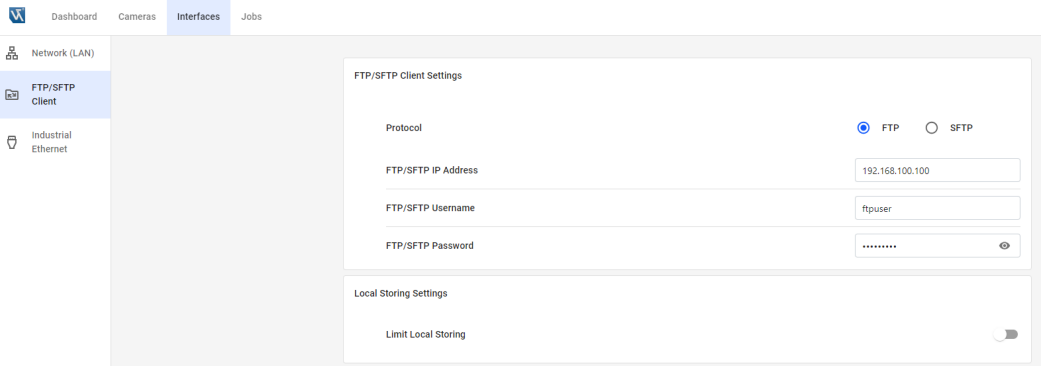 Dashboard Cameras Interfaces Jobs
Network (LAN)
FTP/SFTP
Client
Industrial
Ethernet
FTP/SFTP Client Settings
Protocol FTP SFTP
FTP/SFTP IP Address 192.168.100.100
FTP/SFTP Username ftpuser
FTP/SFTP Password •••••••••
Local Storing Settings
Limit Local Storing